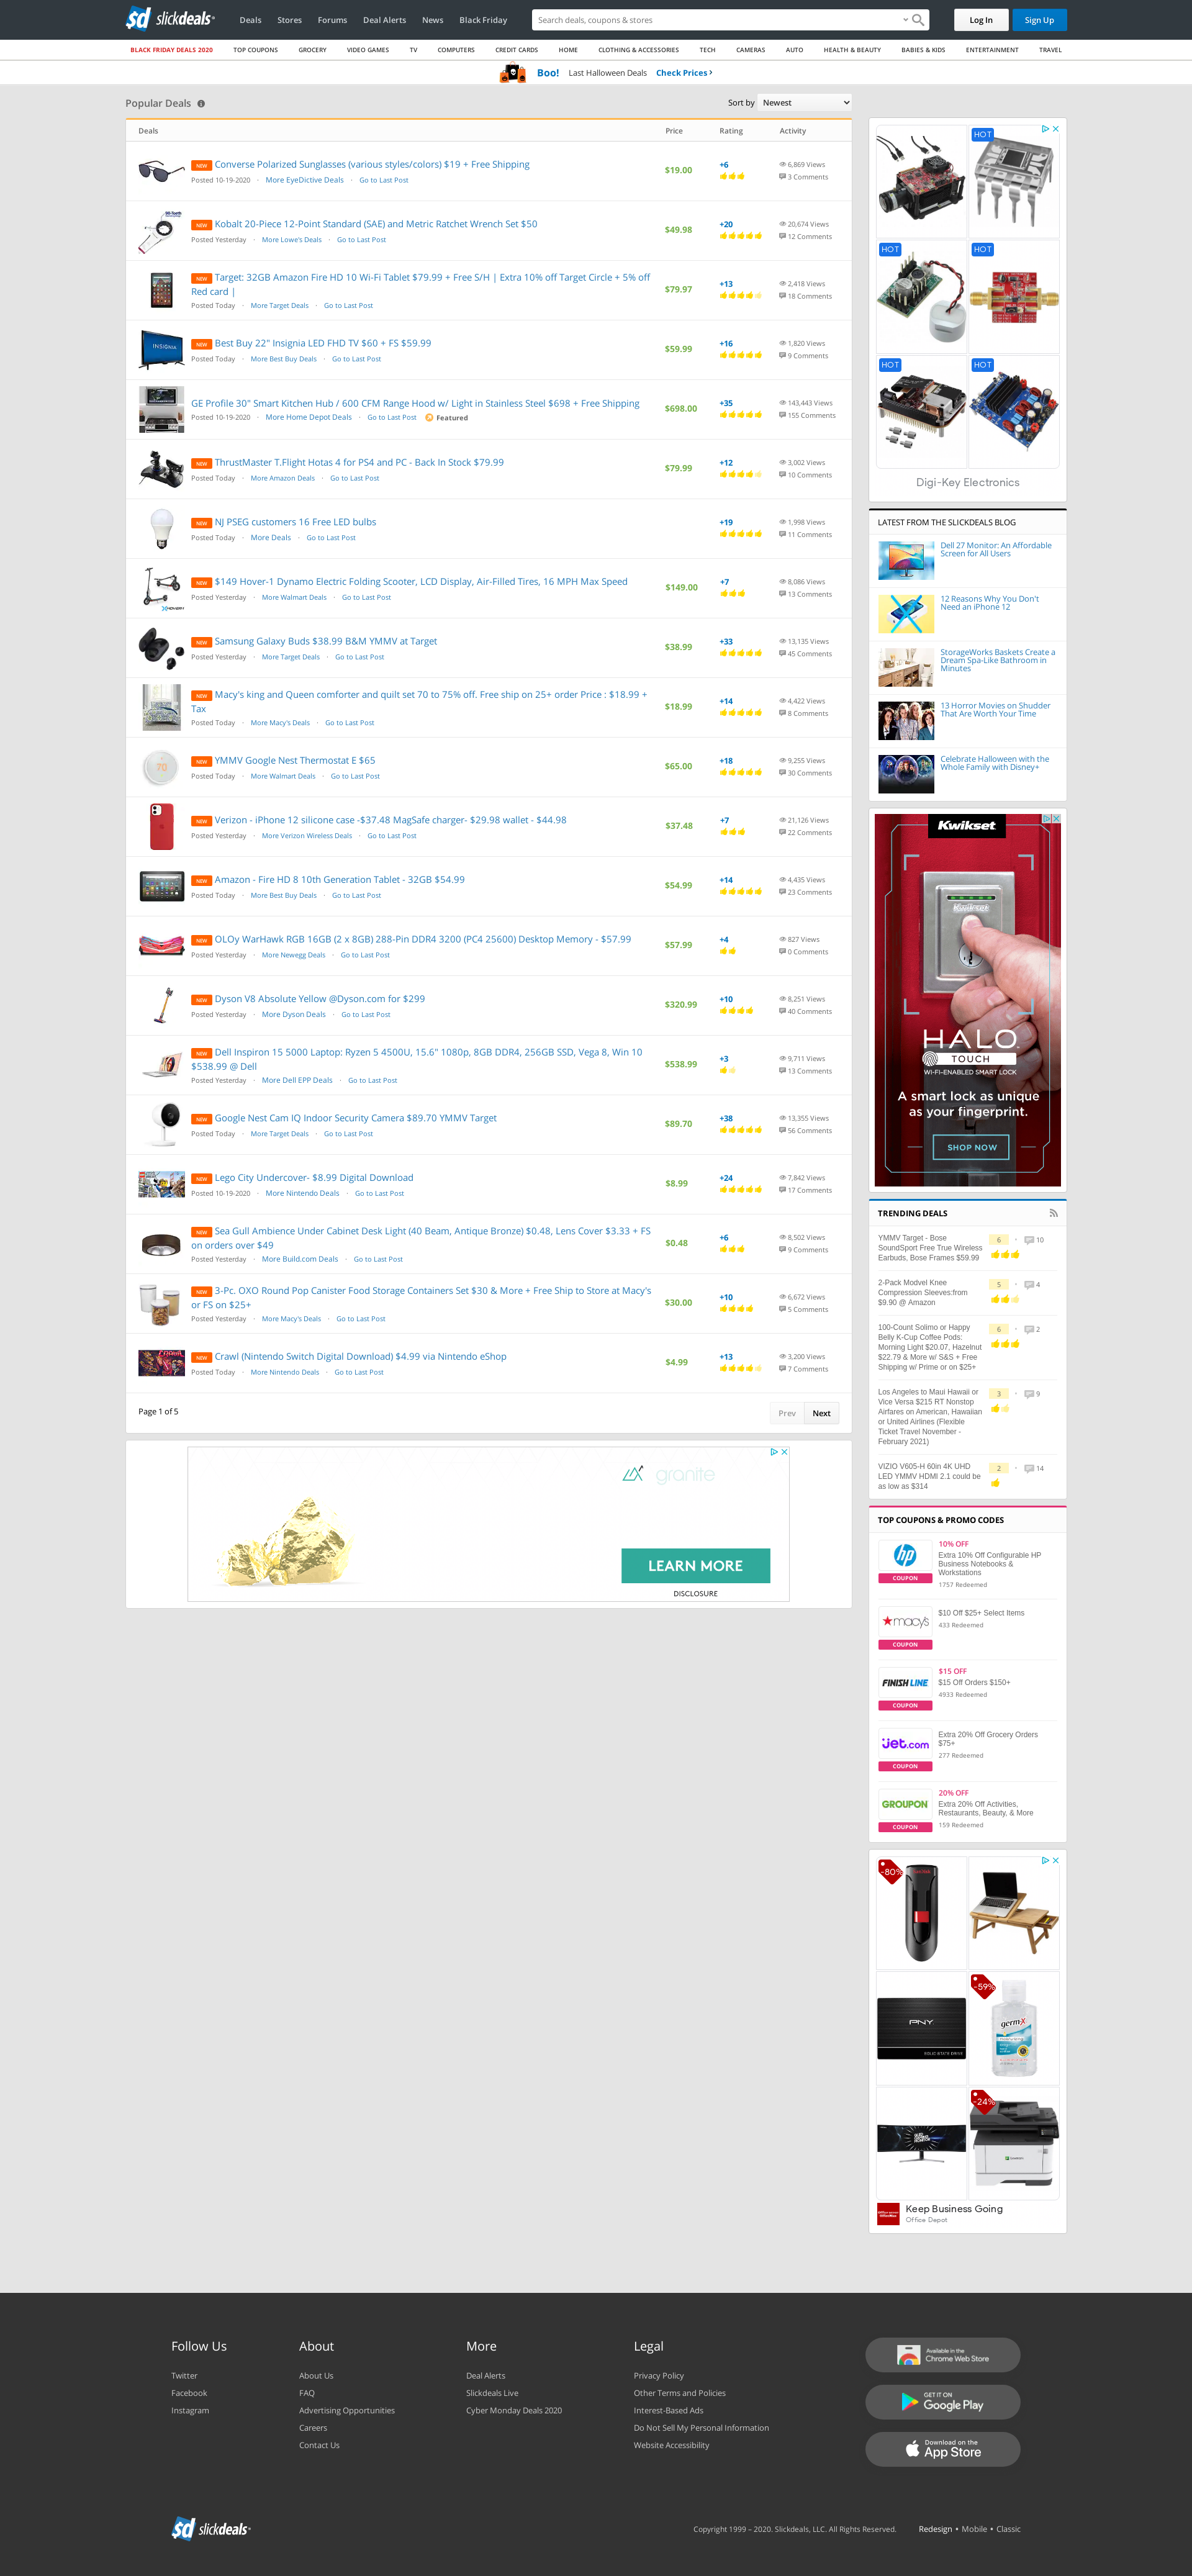 sd slickdeals
Deals Stores Forums Deal Alerts News Black Friday
Search deals, coupons & stores
Log In Sign Up
BLACK FRIDAY DEALS 2020 TOP COUPONS GROCERY VIDEO GAMES TV COMPUTERS CREDIT CARDS HOME CLOTHING & ACCESSORIES TECH CAMERAS AUTO HEALTH & BEAUTY BABIES & KIDS ENTERTAINMENT TRAVEL
Boo! Last Halloween Deals Check Prices ›
Popular Deals
Sort by Newest
Deals Price Rating Activity
NEW Converse Polarized Sunglasses (various styles/colors) $19 + Free Shipping
Posted 10-19-2020 · More EyeDictive Deals · Go to Last Post
$19.00 +6 6,869 Views
3 Comments
NEW Kobalt 20-Piece 12-Point Standard (SAE) and Metric Ratchet Wrench Set $50
Posted Yesterday · More Lowe's Deals · Go to Last Post
$49.98 +20 20,674 Views
12 Comments
NEW Target: 32GB Amazon Fire HD 10 Wi-Fi Tablet $79.99 + Free S/H | Extra 10% off Target Circle + 5% off
Red card |
Posted Today · More Target Deals · Go to Last Post
$79.97 +13 2,418 Views
18 Comments
INSIGNIA
NEW Best Buy 22" Insignia LED FHD TV $60 + FS $59.99
Posted Today · More Best Buy Deals · Go to Last Post
$59.99 +16 1,820 Views
9 Comments
GE Profile 30" Smart Kitchen Hub / 600 CFM Range Hood w/ Light in Stainless Steel $698 + Free Shipping
Posted 10-19-2020 · More Home Depot Deals · Go to Last Post Featured
$698.00 +35 143,443 Views
155 Comments
NEW ThrustMaster T.Flight Hotas 4 for PS4 and PC - Back In Stock $79.99
Posted Today · More Amazon Deals · Go to Last Post
$79.99 +12 3,002 Views
10 Comments
NEW NJ PSEG customers 16 Free LED bulbs
Posted Today · More Deals · Go to Last Post
+19 1,998 Views
11 Comments
NEW $149 Hover-1 Dynamo Electric Folding Scooter, LCD Display, Air-Filled Tires, 16 MPH Max Speed
Posted Yesterday · More Walmart Deals · Go to Last Post
$149.00 +7 8,086 Views
13 Comments
NEW Samsung Galaxy Buds $38.99 B&M YMMV at Target
Posted Yesterday · More Target Deals · Go to Last Post
$38.99 +33 13,135 Views
45 Comments
NEW Macy's king and Queen comforter and quilt set 70 to 75% off. Free ship on 25+ order Price : $18.99 +
Tax
Posted Today · More Macy's Deals · Go to Last Post
$18.99 +14 4,422 Views
8 Comments
70
NEW YMMV Google Nest Thermostat E $65
Posted Today · More Walmart Deals · Go to Last Post
$65.00 +18 9,255 Views
30 Comments
NEW Verizon - iPhone 12 silicone case -$37.48 MagSafe charger- $29.98 wallet - $44.98
Posted Yesterday · More Verizon Wireless Deals · Go to Last Post
$37.48 +7 21,126 Views
22 Comments
NEW Amazon - Fire HD 8 10th Generation Tablet - 32GB $54.99
Posted Today · More Best Buy Deals · Go to Last Post
$54.99 +14 4,435 Views
23 Comments
NEW OLOy WarHawk RGB 16GB (2 x 8GB) 288-Pin DDR4 3200 (PC4 25600) Desktop Memory - $57.99
Posted Yesterday · More Newegg Deals · Go to Last Post
$57.99 +4 827 Views
0 Comments
NEW Dyson V8 Absolute Yellow @Dyson.com for $299
Posted Yesterday · More Dyson Deals · Go to Last Post
$320.99 +10 8,251 Views
40 Comments
NEW Dell Inspiron 15 5000 Laptop: Ryzen 5 4500U, 15.6" 1080p, 8GB DDR4, 256GB SSD, Vega 8, Win 10
$538.99 @ Dell
Posted Yesterday · More Dell EPP Deals · Go to Last Post
$538.99 +3 9,711 Views
13 Comments
NEW Google Nest Cam IQ Indoor Security Camera $89.70 YMMV Target
Posted Today · More Target Deals · Go to Last Post
$89.70 +38 13,355 Views
56 Comments
NEW Lego City Undercover- $8.99 Digital Download
Posted 10-19-2020 · More Nintendo Deals · Go to Last Post
$8.99 +24 7,842 Views
17 Comments
NEW Sea Gull Ambience Under Cabinet Desk Light (40 Beam, Antique Bronze) $0.48, Lens Cover $3.33 + FS
on orders over $49
Posted Yesterday · More Build.com Deals · Go to Last Post
$0.48 +6 8,502 Views
9 Comments
NEW 3-Pc. OXO Round Pop Canister Food Storage Containers Set $30 & More + Free Ship to Store at Macy's
or FS on $25+
Posted Yesterday · More Macy's Deals · Go to Last Post
$30.00 +10 6,672 Views
5 Comments
NEW Crawl (Nintendo Switch Digital Download) $4.99 via Nintendo eShop
Posted Today · More Nintendo Deals · Go to Last Post
$4.99 +13 3,200 Views
7 Comments
Page 1 of 5
Prev Next
granite
LEARN MORE
DISCLOSURE
HOT
HOT HOT
HOT HOT
Digi-Key Electronics
LATEST FROM THE SLICKDEALS BLOG
Dell 27 Monitor: An Affordable
Screen for All Users
12 Reasons Why You Don't
Need an iPhone 12
StorageWorks Baskets Create a
Dream Spa-Like Bathroom in
Minutes
13 Horror Movies on Shudder
That Are Worth Your Time
Celebrate Halloween with the
Whole Family with Disney+
Kwikset
Kwikset
HALO
TOUCH
WI-FI-ENABLED SMART LOCK
A smart lock as unique
as your fingerprint.
SHOP NOW
TRENDING DEALS
YMMV Target - Bose
SoundSport Free True Wireless
Earbuds, Bose Frames $59.99
6 · 10
2-Pack Modvel Knee
Compression Sleeves:from
$9.90 @ Amazon
5 · 4
100-Count Solimo or Happy
Belly K-Cup Coffee Pods:
Morning Light $20.07, Hazelnut
$22.79 & More w/ S&S + Free
Shipping w/ Prime or on $25+
6 · 2
Los Angeles to Maui Hawaii or
Vice Versa $215 RT Nonstop
Airfares on American, Hawaiian
or United Airlines (Flexible
Ticket Travel November -
February 2021)
3 · 9
VIZIO V605-H 60in 4K UHD
LED YMMV HDMI 2.1 could be
as low as $314
2 · 14
TOP COUPONS & PROMO CODES
hp
COUPON
10% OFF
Extra 10% Off Configurable HP
Business Notebooks &
Workstations
1757 Redeemed
macy's
COUPON
$10 Off $25+ Select Items
433 Redeemed
FINISH LINE
COUPON
$15 OFF
$15 Off Orders $150+
4933 Redeemed
jet.com
COUPON
Extra 20% Off Grocery Orders
$75+
277 Redeemed
GROUPON
COUPON
20% OFF
Extra 20% Off Activities,
Restaurants, Beauty, & More
159 Redeemed
-80%
PNY
SOLID STATE DRIVE
-59%
germ-X
-24%
Keep Business Going
Office Depot
Follow Us
Twitter
Facebook
Instagram
About
About Us
FAQ
Advertising Opportunities
Careers
Contact Us
More
Deal Alerts
Slickdeals Live
Cyber Monday Deals 2020
Legal
Privacy Policy
Other Terms and Policies
Interest-Based Ads
Do Not Sell My Personal Information
Website Accessibility
Available in the
Chrome Web Store
GET IT ON
Google Play
Download on the
App Store
sd slickdeals
Copyright 1999 – 2020. Slickdeals, LLC. All Rights Reserved. Redesign • Mobile • Classic